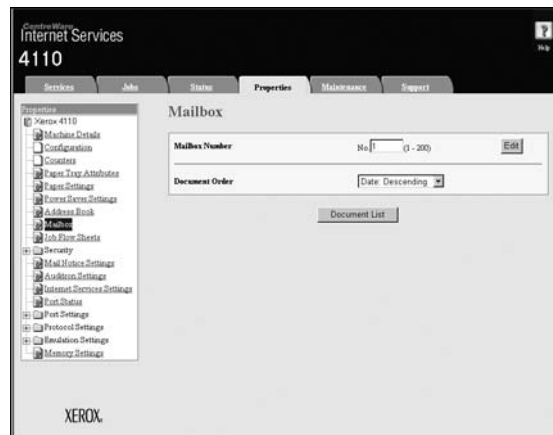 CentreWare
Internet Services
4110
Help
Services
Jobs
Status
Properties
Maintenance
Support
Properties
Xerox 4110
Machine Details
Configuration
Counters
Paper Tray Attributes
Paper Settings
Power Saver Settings
Address Book
Mailbox
Job Flow Sheets
Security
Mail Notice Settings
Auditron Settings
Internet Services Settings
Port Status
Port Settings
Protocol Settings
Emulation Settings
Memory Settings
Mailbox
Mailbox Number
No. 1 (1 - 200)
Edit
Document Order
Date: Descending
Document List
XEROX.